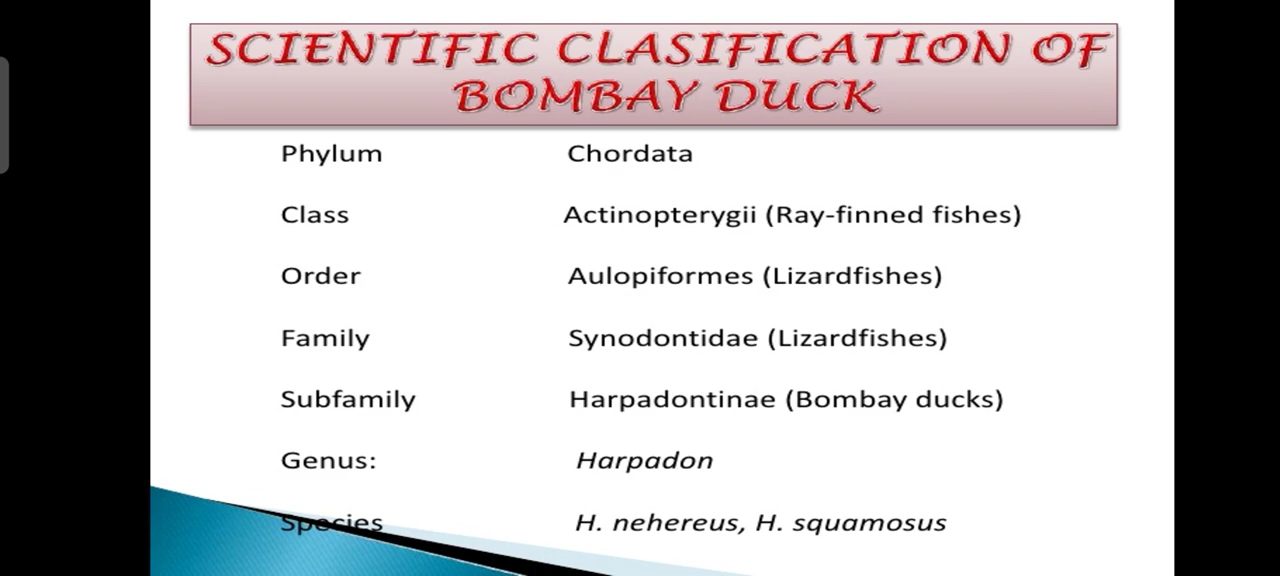 SCIENTIFIC CLASIFICATION OF
BOMBAY DUCK
Phylum Chordata
Class Actinopterygii (Ray-finned fishes)
Order Aulopiformes (Lizardfishes)
Family Synodontidae (Lizardfishes)
Subfamily Harpadontinae (Bombay ducks)
Genus: Harpadon
Species H. nehereus, H. squamosus